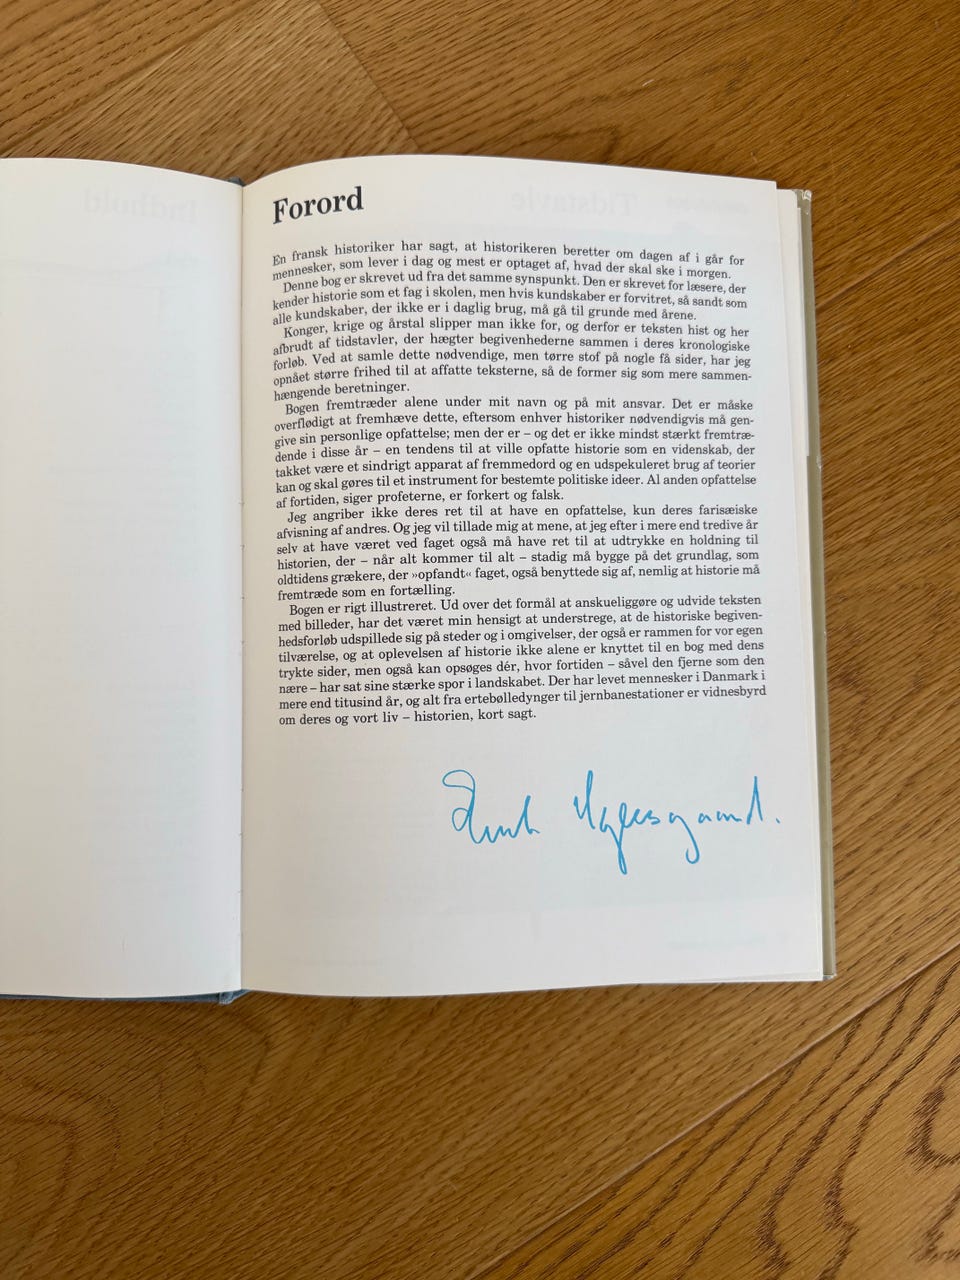 Indhold
Tidstavle
Forord
En fransk historiker har sagt, at historikeren beretter om dagen af i går for
mennesker, som lever i dag og mest er optaget af, hvad der skal ske i morgen.
Denne bog er skrevet ud fra det samme synspunkt. Den er skrevet for læsere, der
kender historie som et fag i skolen, men hvis kundskaber er forvitret, så sandt som
alle kundskaber, der ikke er i daglig brug, må gå til grunde med årene.
Konger, krige og årstal slipper man ikke for, og derfor er teksten hist og her
afbrudt af tidstavler, der hægter begivenhederne sammen i deres kronologiske
forløb. Ved at samle dette nødvendige, men tørre stof på nogle få sider, har jeg
opnået større frihed til at affatte teksterne, så de former sig som mere sammen-
hængende beretninger.
Bogen fremtræder alene under mit navn og på mit ansvar. Det er måske
overflødigt at fremhæve dette, eftersom enhver historiker nødvendigvis må gen-
give sin personlige opfattelse; men der er – og det er ikke mindst stærkt fremtræ-
dende i disse år – en tendens til at ville opfatte historie som en videnskab, der
takket være et sindrigt apparat af fremmedord og en udspekuleret brug af teorier
kan og skal gøres til et instrument for bestemte politiske ideer. Al anden opfattelse
af fortiden, siger profeterne, er forkert og falsk.
Jeg angriber ikke deres ret til at have en opfattelse, kun deres farisæiske
afvisning af andres. Og jeg vil tillade mig at mene, at jeg efter i mere end tredive år
selv at have været ved faget også må have ret til at udtrykke en holdning til
historien, der – når alt kommer til alt – stadig må bygge på det grundlag, som
oldtidens grækere, der »opfandt« faget, også benyttede sig af, nemlig at historie må
fremtræde som en fortælling.
Bogen er rigt illustreret. Ud over det formål at anskueliggøre og udvide teksten
med billeder, har det været min hensigt at understrege, at de historiske begiven-
hedsforløb udspillede sig på steder og i omgivelser, der også er rammen for vor egen
tilværelse, og at oplevelsen af historie ikke alene er knyttet til en bog med dens
trykte sider, men også kan opsøges dér, hvor fortiden – såvel den fjerne som den
nære – har sat sine stærke spor i landskabet. Der har levet mennesker i Danmark i
mere end titusind år, og alt fra ertebølledynger til jernbanestationer er vidnesbyrd
om deres og vort liv – historien, kort sagt.